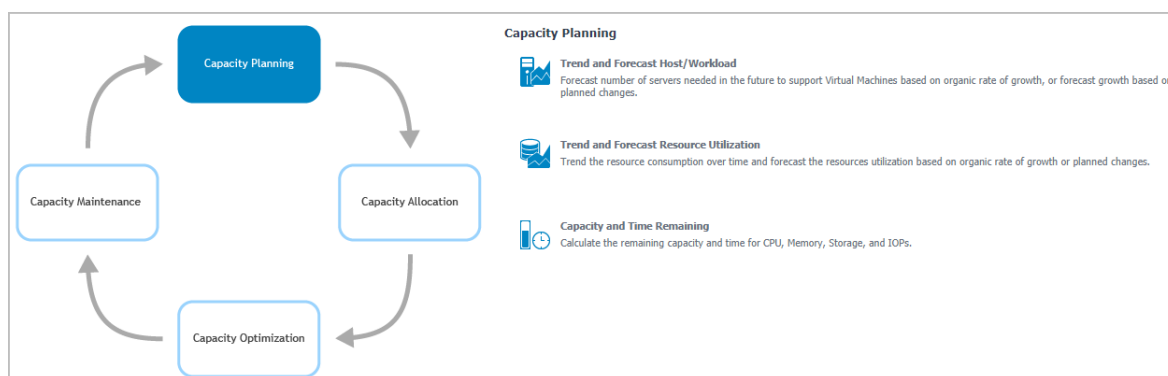 Capacity Planning
Capacity Maintenance
Capacity Allocation
Capacity Optimization
Capacity Planning
Trend and Forecast Host/Workload
Forecast number of servers needed in the future to support Virtual Machines based on organic rate of growth, or forecast growth based on
planned changes.
Trend and Forecast Resource Utilization
Trend the resource consumption over time and forecast the resources utilization based on organic rate of growth or planned changes.
Capacity and Time Remaining
Calculate the remaining capacity and time for CPU, Memory, Storage, and IOPs.